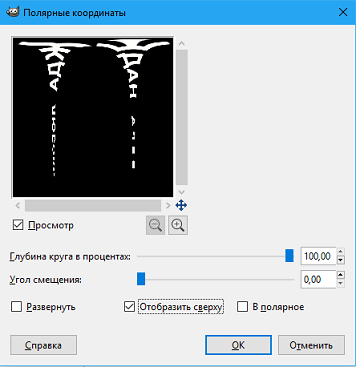 Полярные координаты
Просмотр
Глубина круга в процентах:
100,00
Угол смещения:
0,00
Развернуть
Отобразить сверху
В полярное
Справка
OK
Отменить